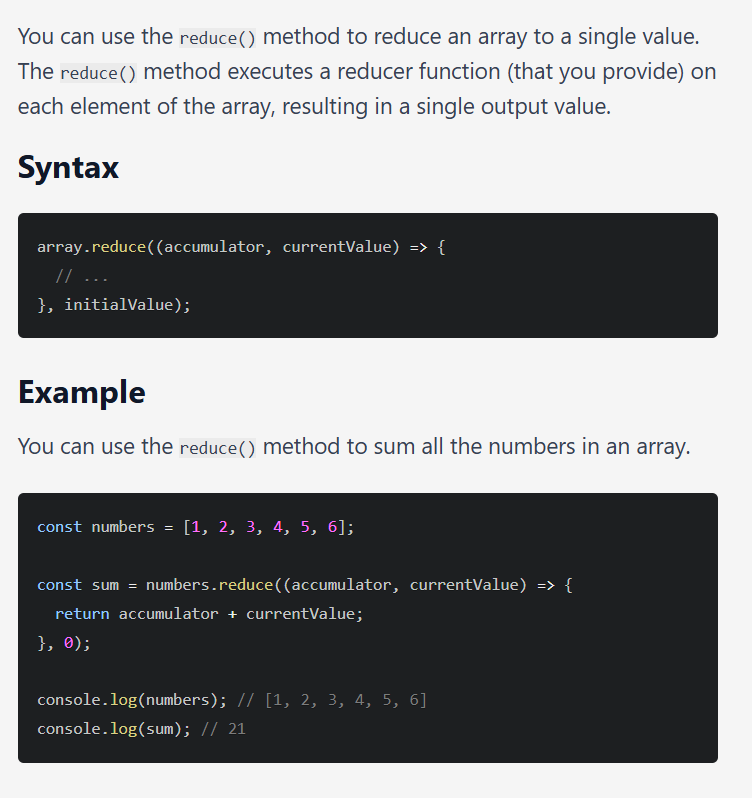 You can use the reduce() method to reduce an array to a single value.
The reduce() method executes a reducer function (that you provide) on
each element of the array, resulting in a single output value.
Syntax
array.reduce((accumulator, currentValue) => {
  // ...
}, initialValue);
Example
You can use the reduce() method to sum all the numbers in an array.
const numbers = [1, 2, 3, 4, 5, 6];
const sum = numbers.reduce((accumulator, currentValue) => {
  return accumulator + currentValue;
}, 0);
console.log(numbers); // [1, 2, 3, 4, 5, 6]
console.log(sum); // 21